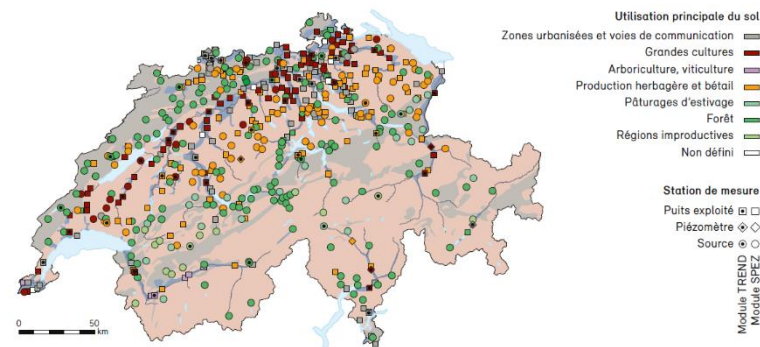 Utilisation principale du sol
Zones urbanisées et voies de communication
Grandes cultures
Arboriculture, viticulture
Production herbagère et bétail
Pâturages d'estivage
Forêt
Régions improductives
Non défini
Station de mesure
Puits exploité
Piézomètre
Source
Module TREND
Module SPEZ
0 50
km